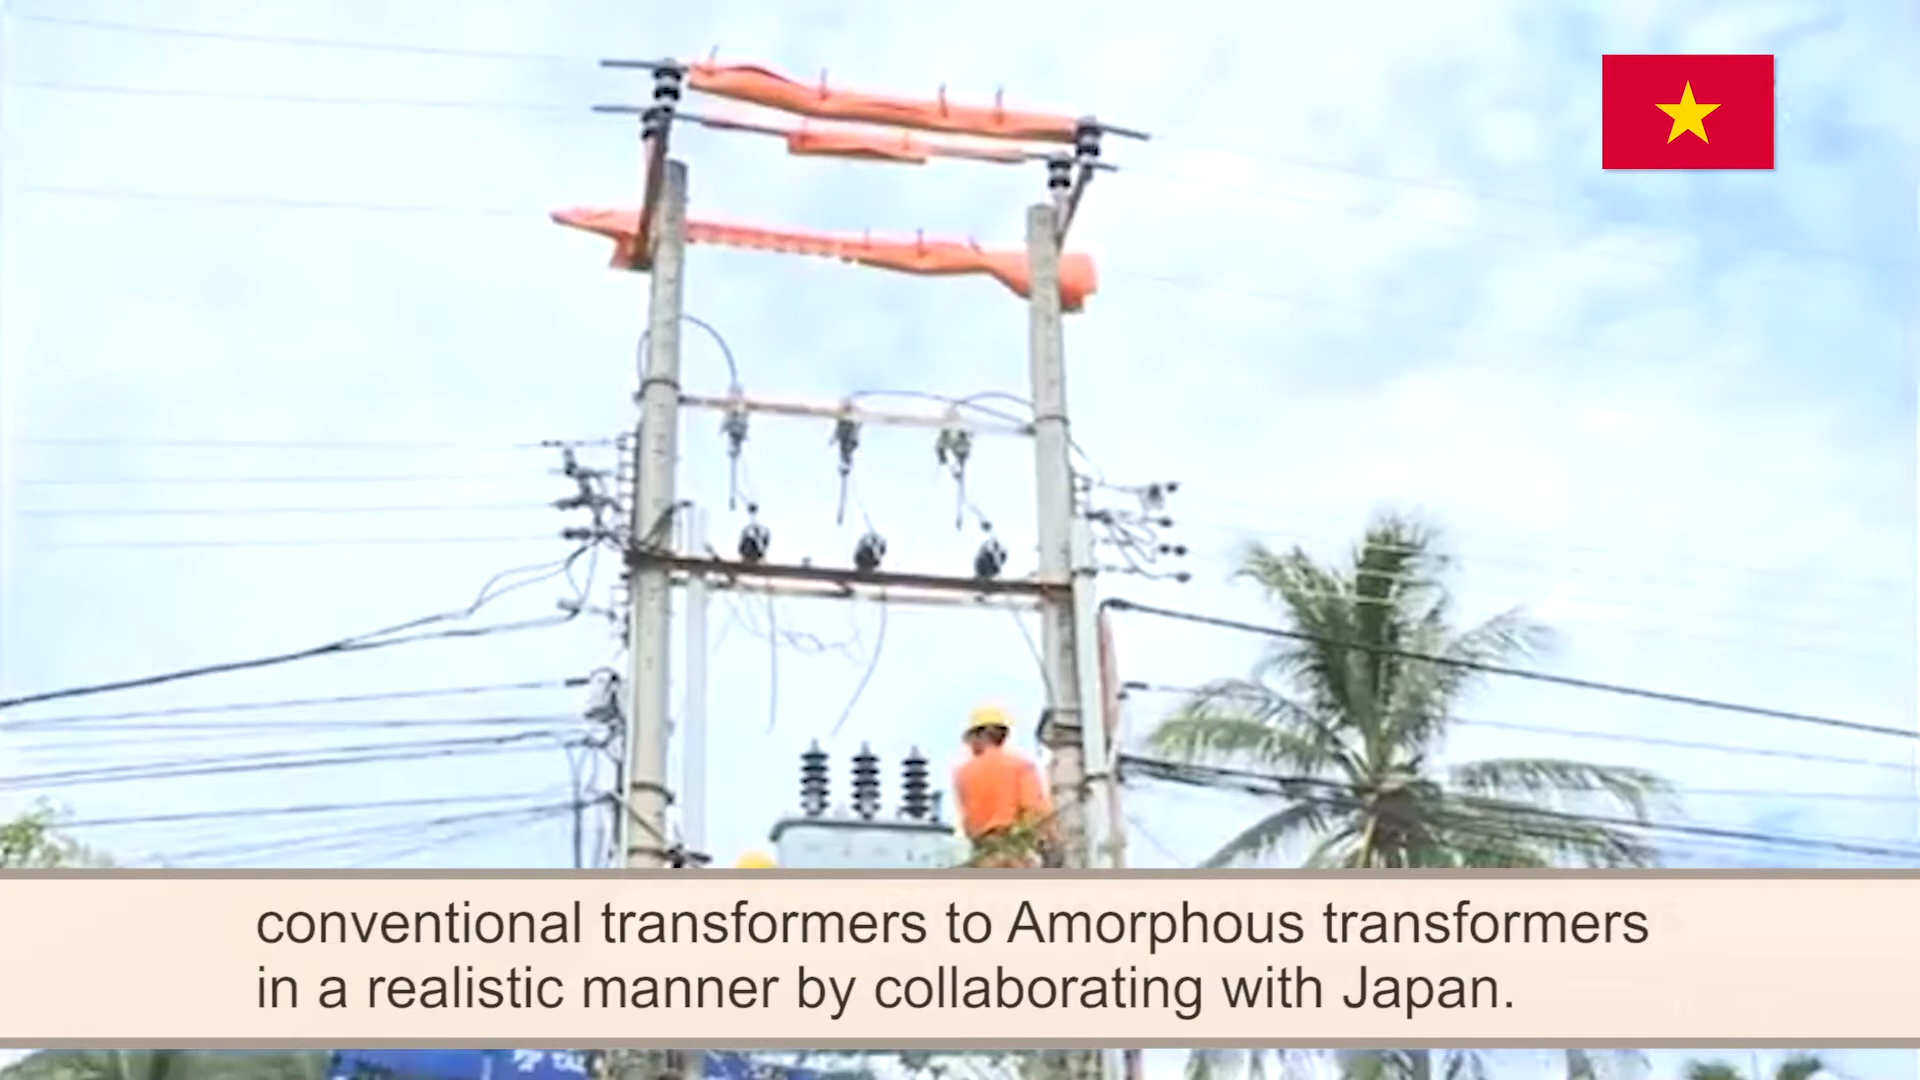 conventional transformers to Amorphous transformers
in a realistic manner by collaborating with Japan.